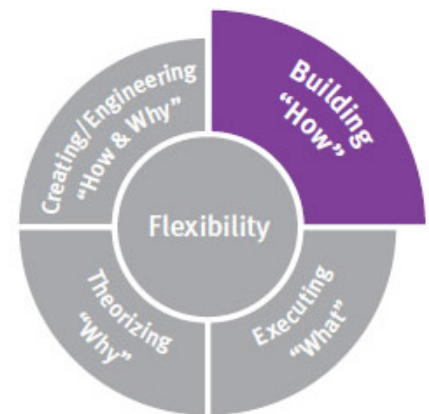 Creating/Engineering
“How & Why”
Building
“How”
Flexibility
Theorizing
“Why”
Executing
“What”